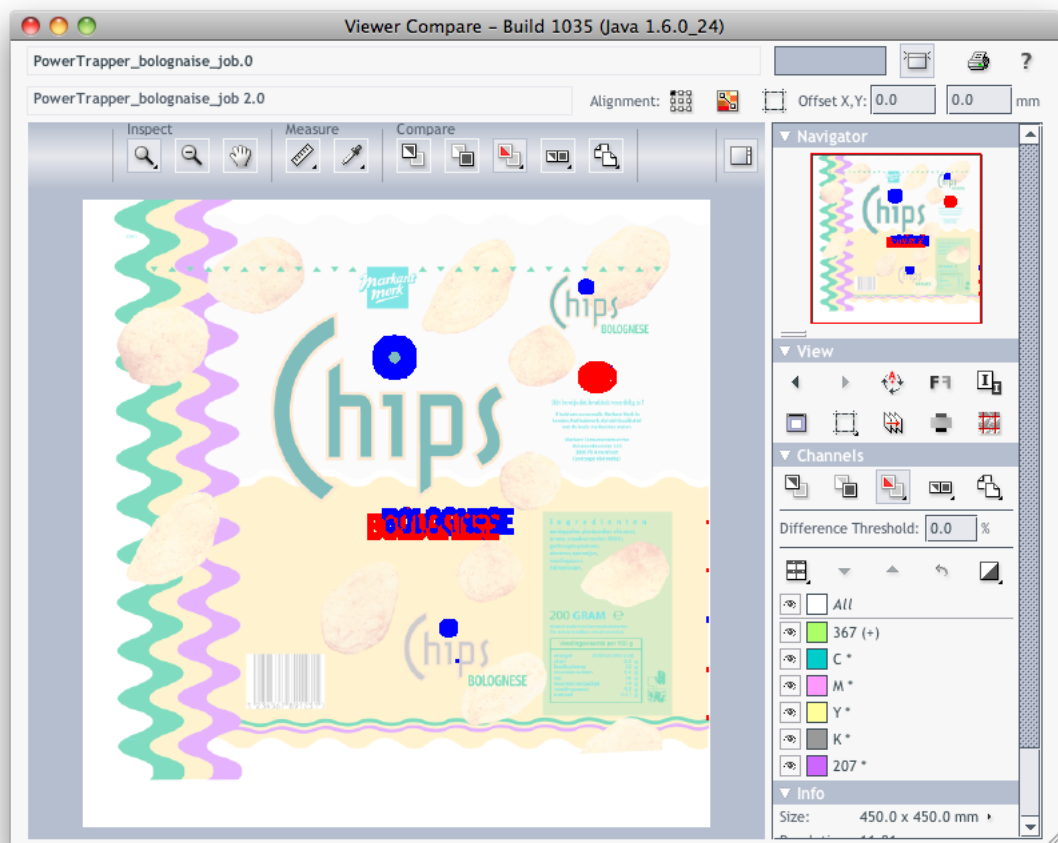 Viewer Compare – Build 1035 (Java 1.6.0_24)
PowerTrapper_bolognaise_job.0
?
PowerTrapper_bolognaise_job 2.0
Alignment:
Offset X,Y: 0.0 0.0 mm
Inspect Measure Compare
Navigator
Markant
merk
Chips
BOLOGNESE
Chips
BOLOGNESE
Ingredienten
200 GRAM e
Chips
BOLOGNESE
View
Channels
Difference Threshold: 0.0 %
All
367 (+)
C *
M *
Y *
K *
207 *
Info
Size: 450.0 x 450.0 mm